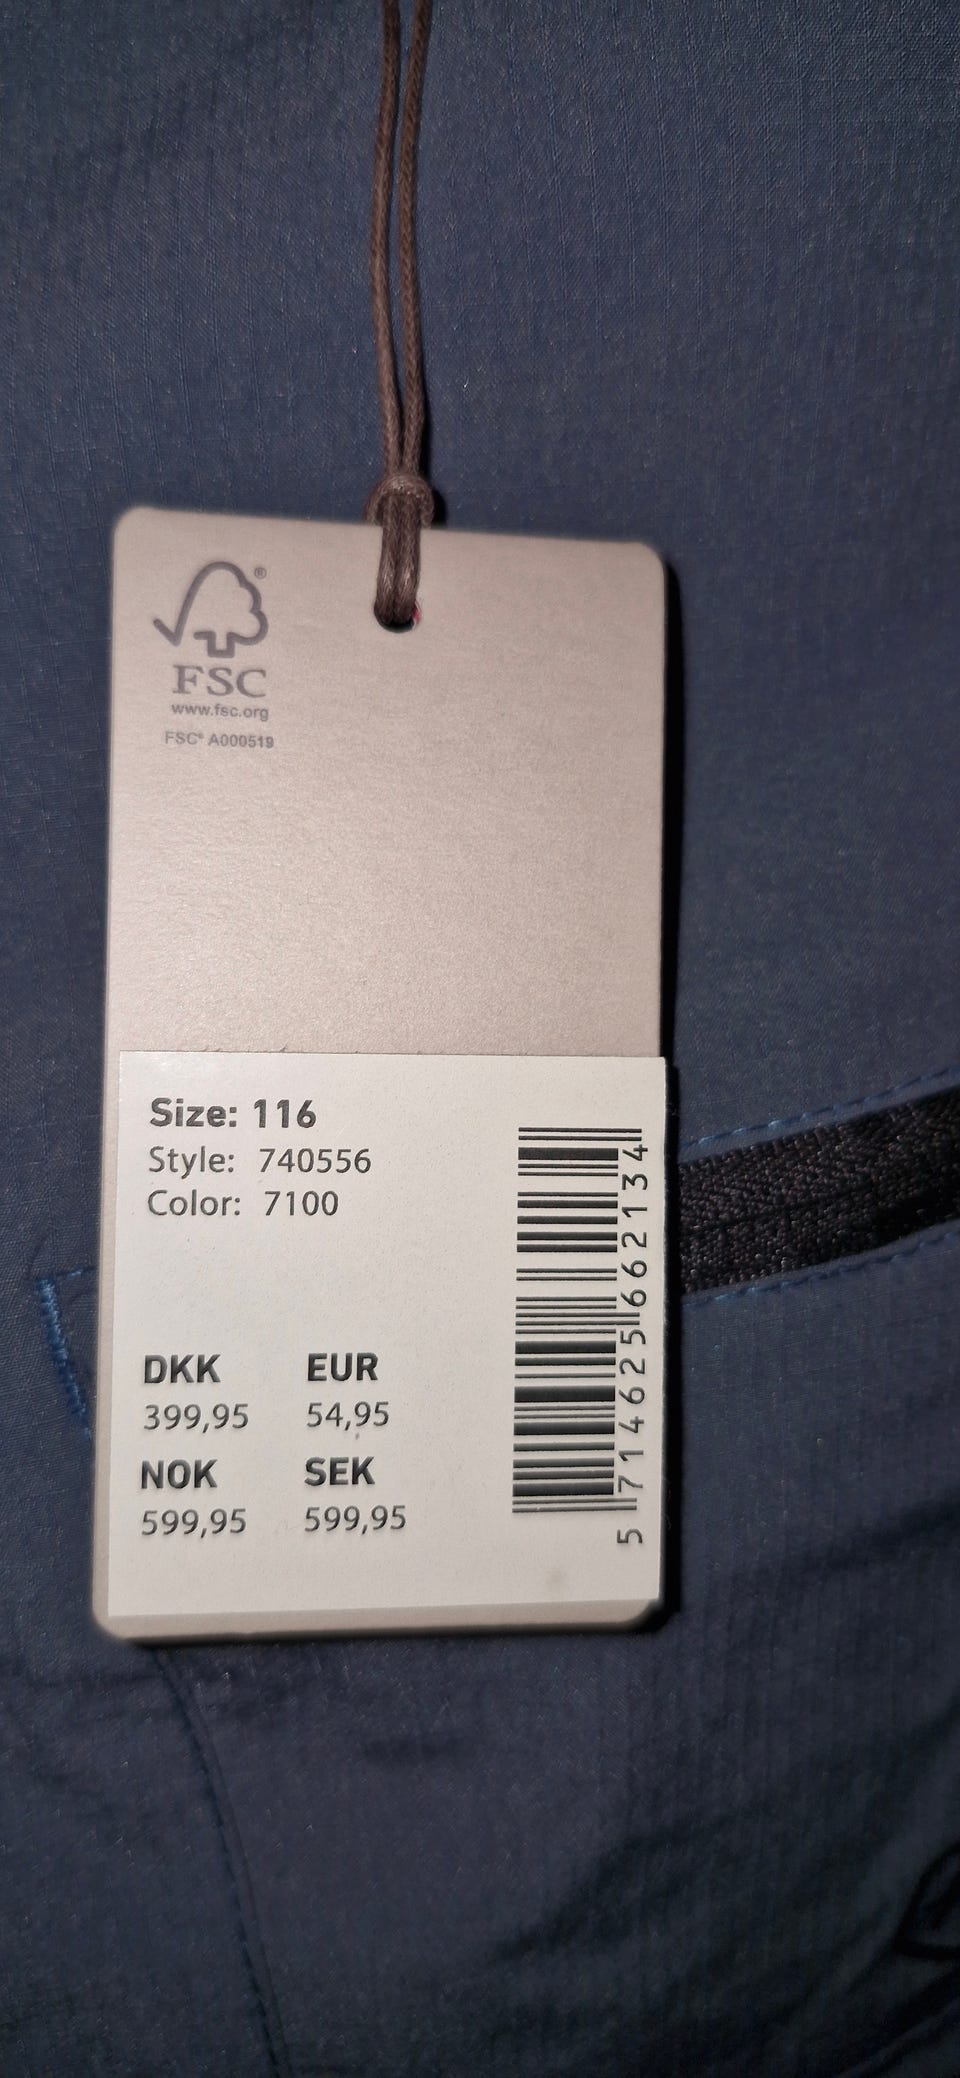 ®
FSC
www.fsc.org
FSC® A000519
Size: 116
Style: 740556
Color: 7100
DKK EUR
399,95 54,95
NOK SEK
599,95 599,95
5 714625 662134